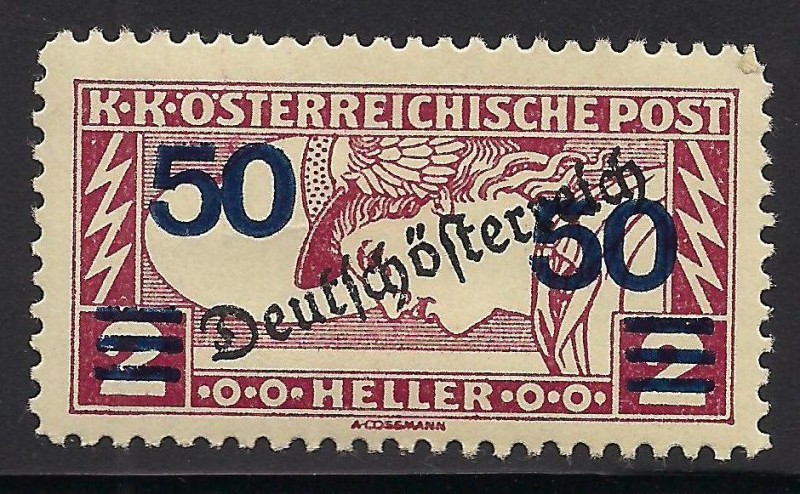 K·K·ÖSTERREICHISCHE POST
50
Deutschösterreich
50
2
2
·O·O·HELLER·O·O·
A·COSSMANN